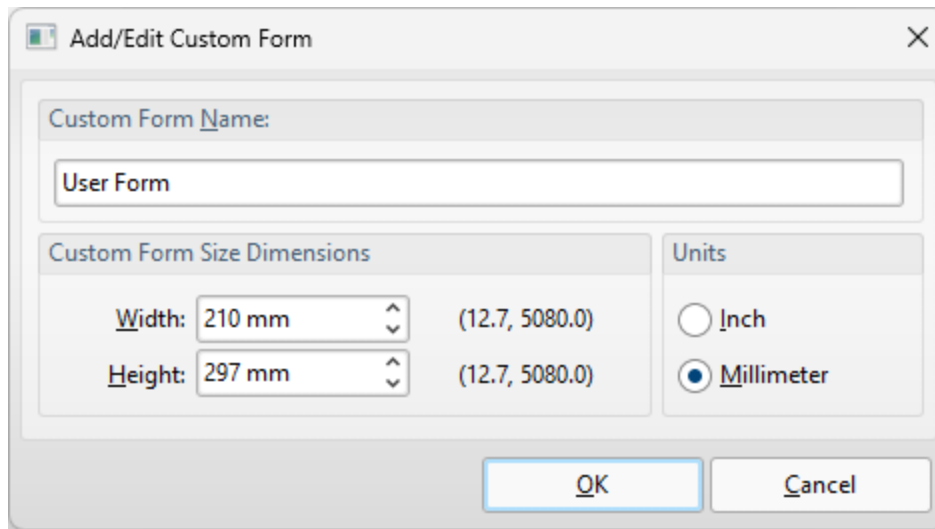 Add/Edit Custom Form
Custom Form Name:
User Form
Custom Form Size Dimensions
Width: 210 mm (12.7, 5080.0)
Height: 297 mm (12.7, 5080.0)
Units
Inch
Millimeter
OK
Cancel